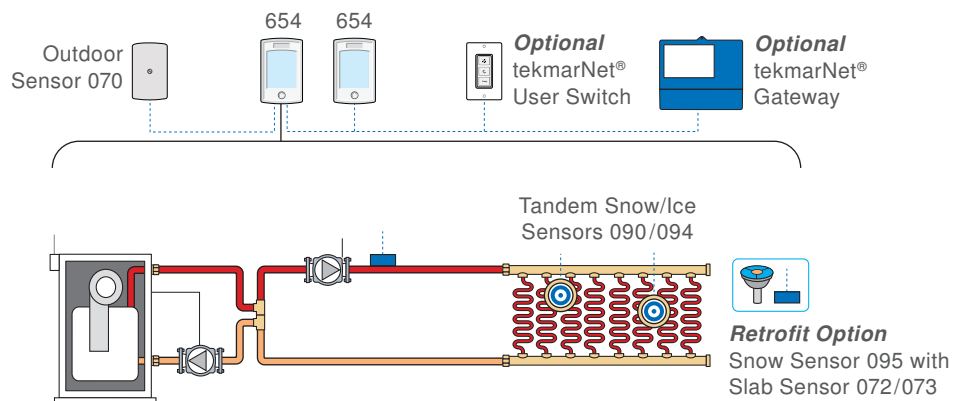 654
654
Outdoor
Sensor 070
Optional
tekmarNet®
User Switch
Optional
tekmarNet®
Gateway
Tandem Snow/Ice
Sensors 090/094
Retrofit Option
Snow Sensor 095 with
Slab Sensor 072/073